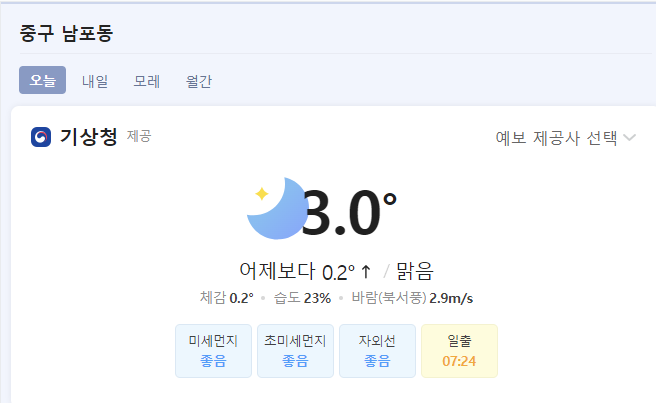 중구 남포동
오늘 내일 모레 월간
기상청 제공 예보 제공사 선택
3.0°
어제보다 0.2° ↑ / 맑음
체감 0.2° • 습도 23% • 바람(북서풍) 2.9m/s
미세먼지 초미세먼지 자외선 일출
좋음 좋음 좋음 07:24